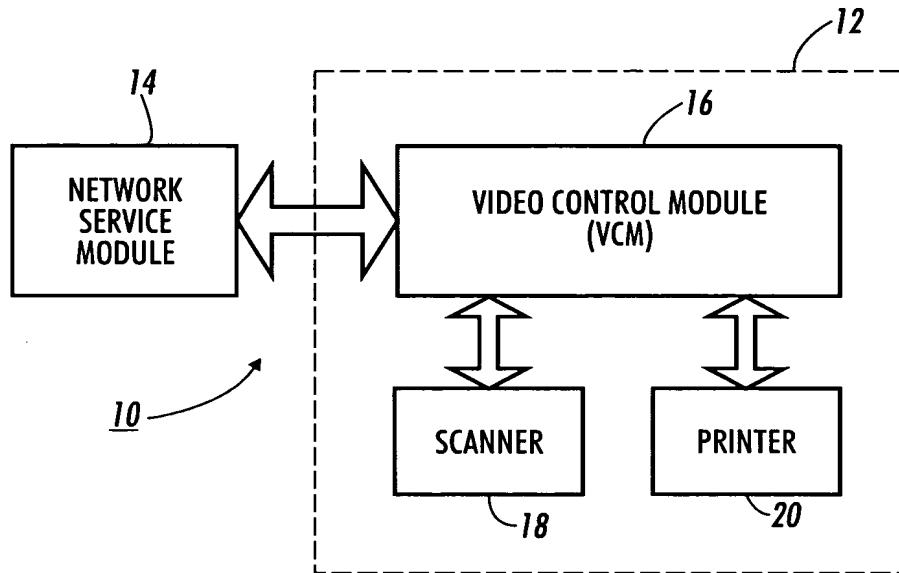 12
14
16
NETWORK
SERVICE
MODULE
VIDEO CONTROL MODULE
(VCM)
10
SCANNER
PRINTER
18
20